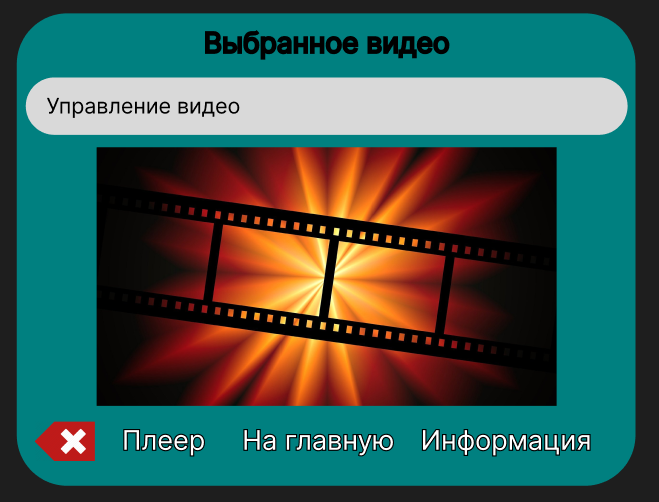 Выбранное видео
Управление видео
Плеер На главную Информация